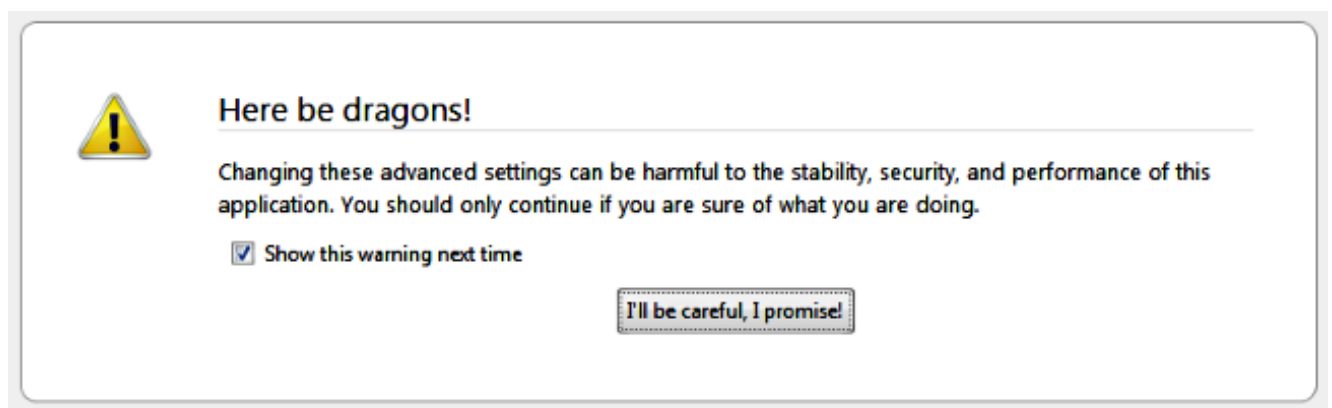 Here be dragons!
Changing these advanced settings can be harmful to the stability, security, and performance of this
application. You should only continue if you are sure of what you are doing.
Show this warning next time
I'll be careful, I promise!